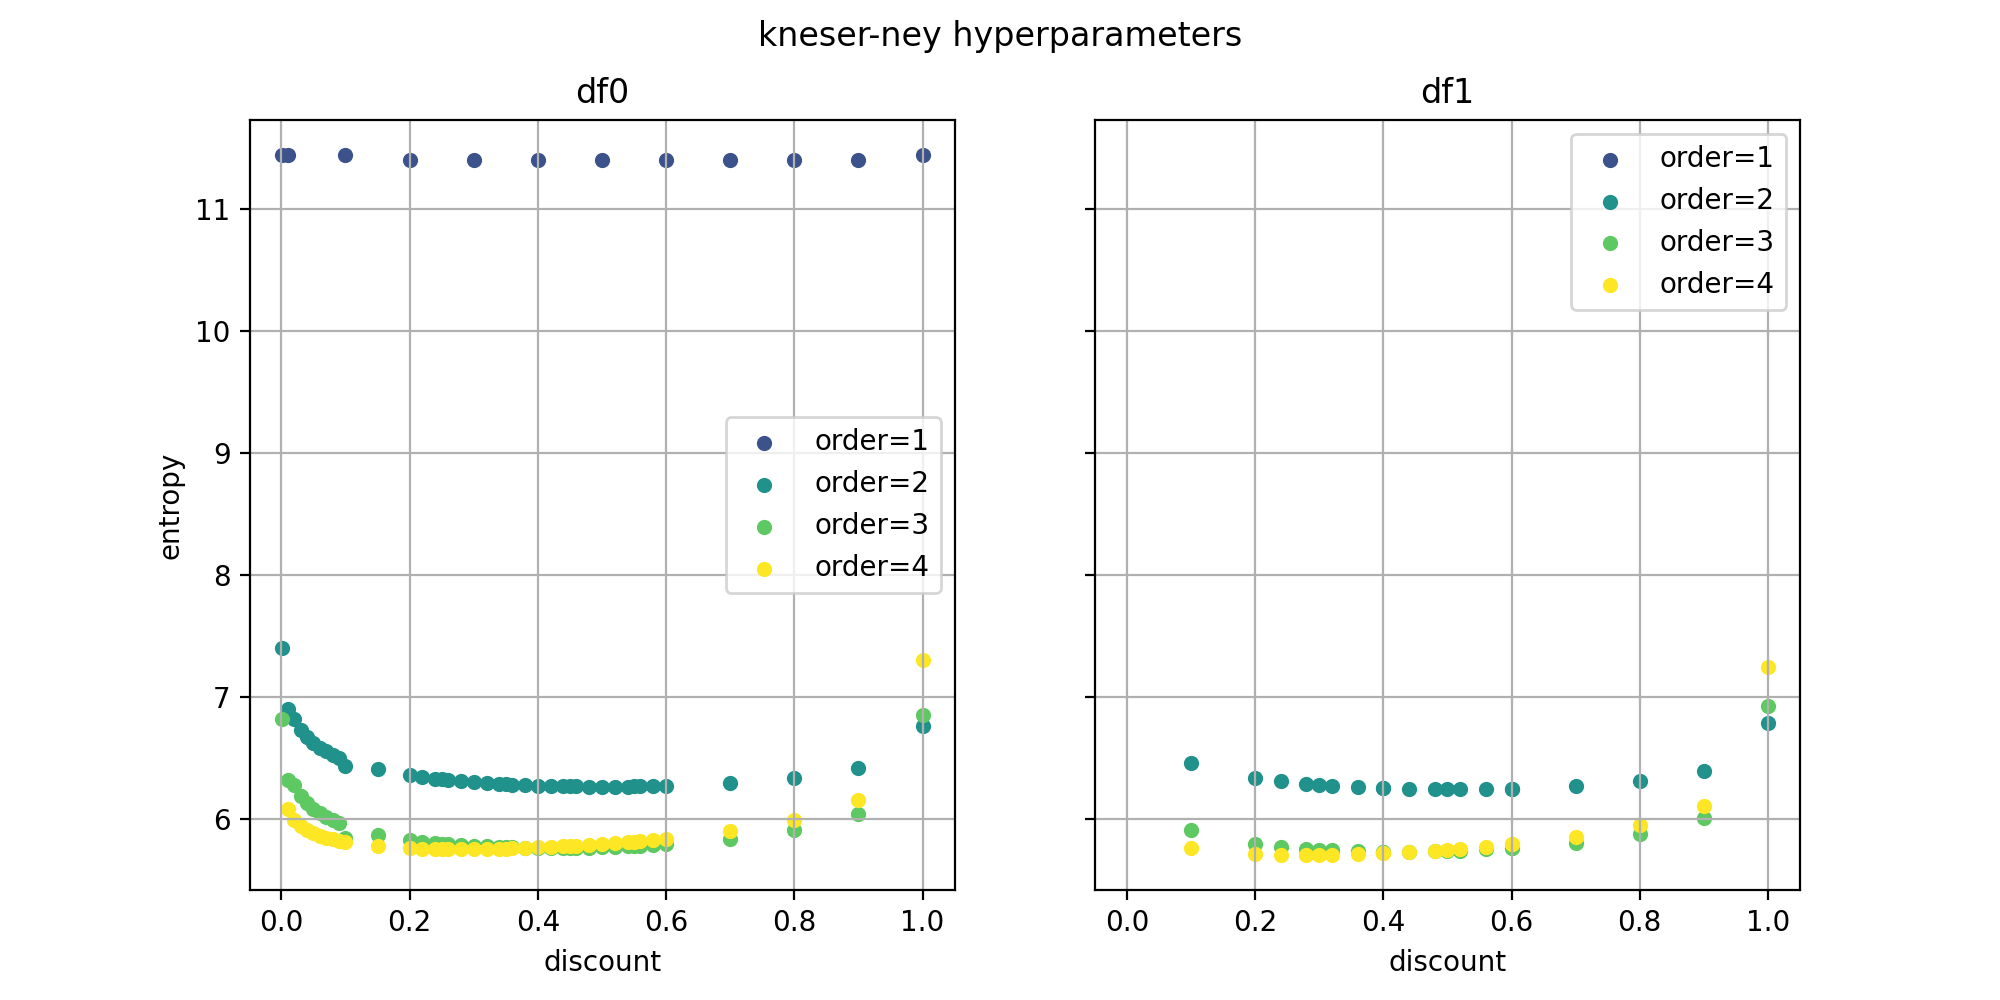 kneser-ney hyperparameters
df0
df1
entropy
11
10
9
8
7
6
order=1
order=2
order=3
order=4
order=1
order=2
order=3
order=4
0.0 0.2 0.4 0.6 0.8 1.0
0.0 0.2 0.4 0.6 0.8 1.0
discount
discount